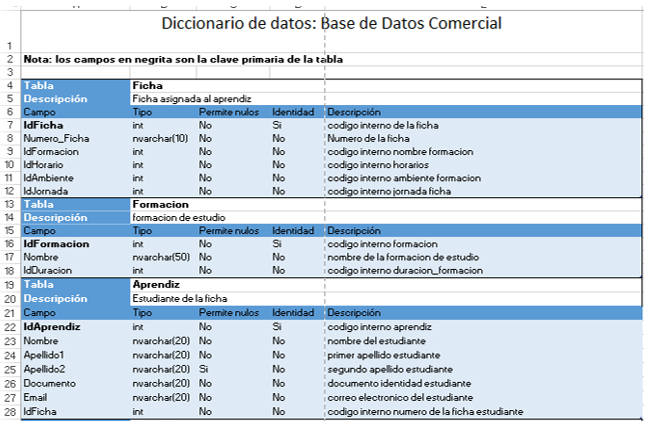 Diccionario de datos: Base de Datos Comercial
1
2 Nota: los campos en negrita son la clave primaria de la tabla
3
4 Tabla Ficha
5 Descripción Ficha asignada al aprendiz
6 Campo Tipo Permite nulos Identidad Descripción
7 IdFicha int No Si codigo interno de la ficha
8 Numero_Ficha nvarchar(10) No No Numero de la ficha
9 IdFormacion int No No codigo interno nombre formacion
10 IdHorario int No No codigo interno horarios
11 IdAmbiente int No No codigo interno ambiente formacion
12 IdJornada int No No codigo interno jornada ficha
13 Tabla Formacion
14 Descripción formacion de estudio
15 Campo Tipo Permite nulos Identidad Descripción
16 IdFormacion int No Si codigo interno formacion
17 Nombre nvarchar(50) No No nombre de la formacion de estudio
18 IdDuracion int No No codigo interno duracion_formacion
19 Tabla Aprendiz
20 Descripción Estudiante de la ficha
21 Campo Tipo Permite nulos Identidad Descripción
22 IdAprendiz int No Si codigo interno aprendiz
23 Nombre nvarchar(20) No No nombre del estudiante
24 Apellido1 nvarchar(20) No No primer apellido estudiante
25 Apellido2 nvarchar(20) Si No segundo apellido estudiante
26 Documento nvarchar(20) No No documento identidad estudiante
27 Email nvarchar(20) No No correo electronico del estudiante
28 IdFicha int No No codigo interno numero de la ficha estudiante